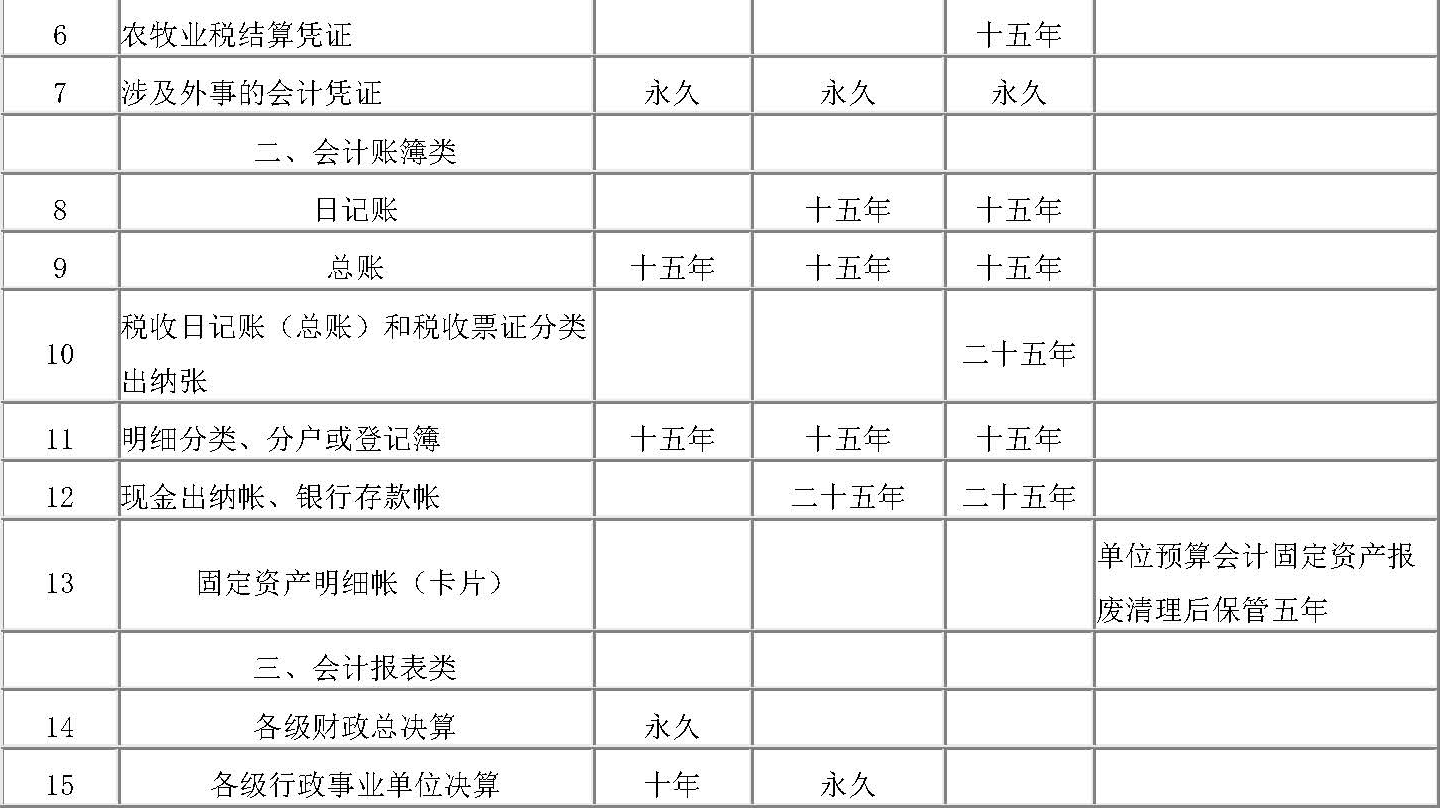 6 农牧业税结算凭证 十五年
7 涉及外事的会计凭证 永久 永久 永久
二、会计账簿类
8 日记账 十五年 十五年
9 总账 十五年 十五年 十五年
税收日记账（总账）和税收票证分类
10 二十五年
出纳张
11 明细分类、分户或登记簿 十五年 十五年 十五年
12 现金出纳帐、银行存款帐 二十五年 二十五年
单位预算会计固定资产报
13 固定资产明细帐（卡片）
废清理后保管五年
三、会计报表类
14 各级财政总决算 永久
15 各级行政事业单位决算 十年 永久